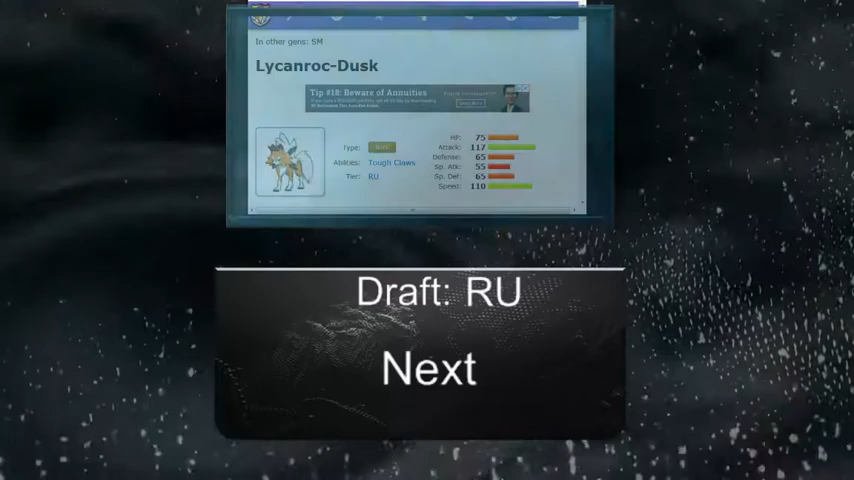 In other gens: SM
Lycanroc-Dusk
Tip #18: Beware of Annuities
Type:
Abilities: Tough Claws
Tier: RU
HP: 75
Attack: 117
Defense: 65
Sp. Atk: 55
Sp. Def: 65
Speed: 110
Draft: RU
Next